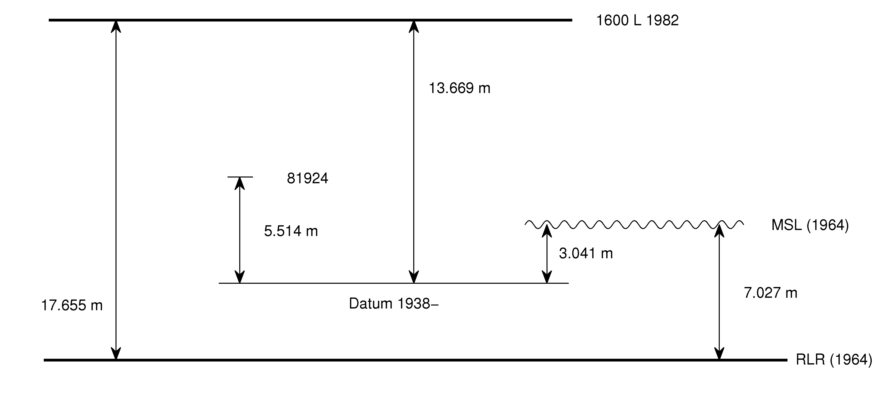 1600 L 1982
13.669 m
81924
5.514 m
MSL (1964)
3.041 m
7.027 m
17.655 m
Datum 1938–
RLR (1964)